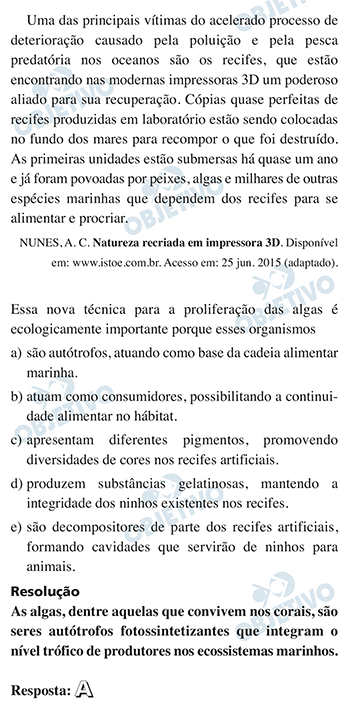 Uma das principais vítimas do acelerado processo de
deterioração causado pela poluição e pela pesca
predatória nos oceanos são os recifes, que estão
encontrando nas modernas impressoras 3D um poderoso
aliado para sua recuperação. Cópias quase perfeitas de
recifes produzidas em laboratório estão sendo colocadas
no fundo dos mares para recompor o que foi destruído.
As primeiras unidades estão submersas há quase um ano
e já foram povoadas por peixes, algas e milhares de outras
espécies marinhas que dependem dos recifes para se
alimentar e procriar.
NUNES, A. C. Natureza recriada em impressora 3D. Disponível
em: www.istoe.com.br. Acesso em: 25 jun. 2015 (adaptado).
Essa nova técnica para a proliferação das algas é
ecologicamente importante porque esses organismos
a) são autótrofos, atuando como base da cadeia alimentar
marinha.
b) atuam como consumidores, possibilitando a continui-
dade alimentar no hábitat.
c) apresentam diferentes pigmentos, promovendo
diversidades de cores nos recifes artificiais.
d) produzem substâncias gelatinosas, mantendo a
integridade dos ninhos existentes nos recifes.
e) são decompositores de parte dos recifes artificiais,
formando cavidades que servirão de ninhos para
animais.
Resolução
As algas, dentre aquelas que convivem nos corais, são
seres autótrofos fotossintetizantes que integram o
nível trófico de produtores nos ecossistemas marinhos.
Resposta: A
OBJETIVO
OBJETIVO
OBJETIVO
OBJETIVO
OBJETIVO
OBJETIVO
OBJETIVO